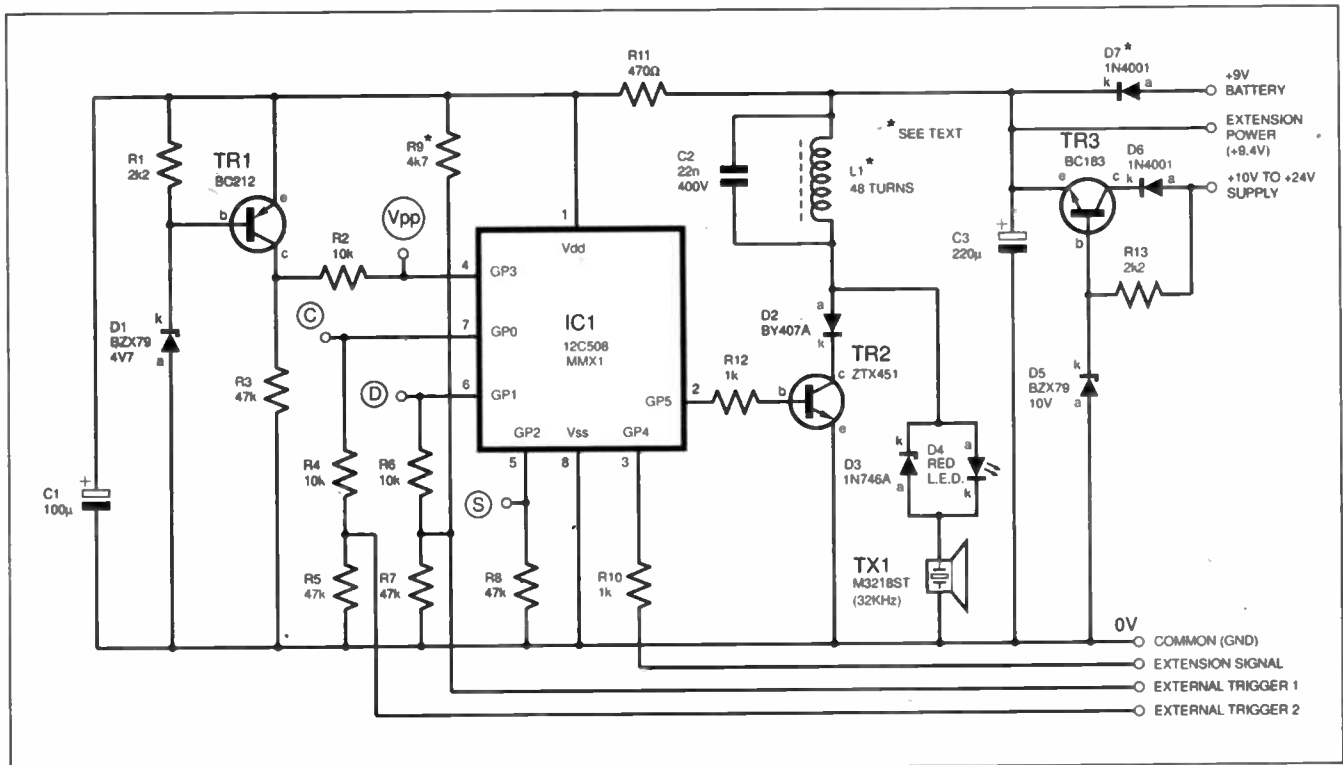 R11
470Ω
D7*
1N4001
k
a
+9V
BATTERY
EXTENSION
POWER
(+9.4V)
R1
2k2
TR1
BC212
e
b
c
R9*
4k7
C2
22n
400V
* SEE TEXT
L1*
48 TURNS
TR3
BC183
e
c
b
D6
1N4001
k
a
+10V TO +24V
SUPPLY
R13
2k2
C3
220µ
+
Vpp
R2
10k
1
Vdd
4
GP3
C
7
GP0
IC1
12C508
MMX1
D
6
GP1
GP5
2
R12
1k
GP2
Vss
GP4
5
8
3
D1
BZX79
4V7
k
a
R3
47k
a
D2
BY407A
k
TR2
ZTX451
c
b
e
D5
BZX79
10V
k
a
R4
10k
R6
10k
S
D3
1N746A
k
a
a
D4
RED
L.E.D.
k
C1
100µ
+
R5
47k
R7
47k
R8
47k
R10
1k
TX1
M3218ST
(32KHz)
0V
COMMON (GND)
EXTENSION SIGNAL
EXTERNAL TRIGGER 1
EXTERNAL TRIGGER 2